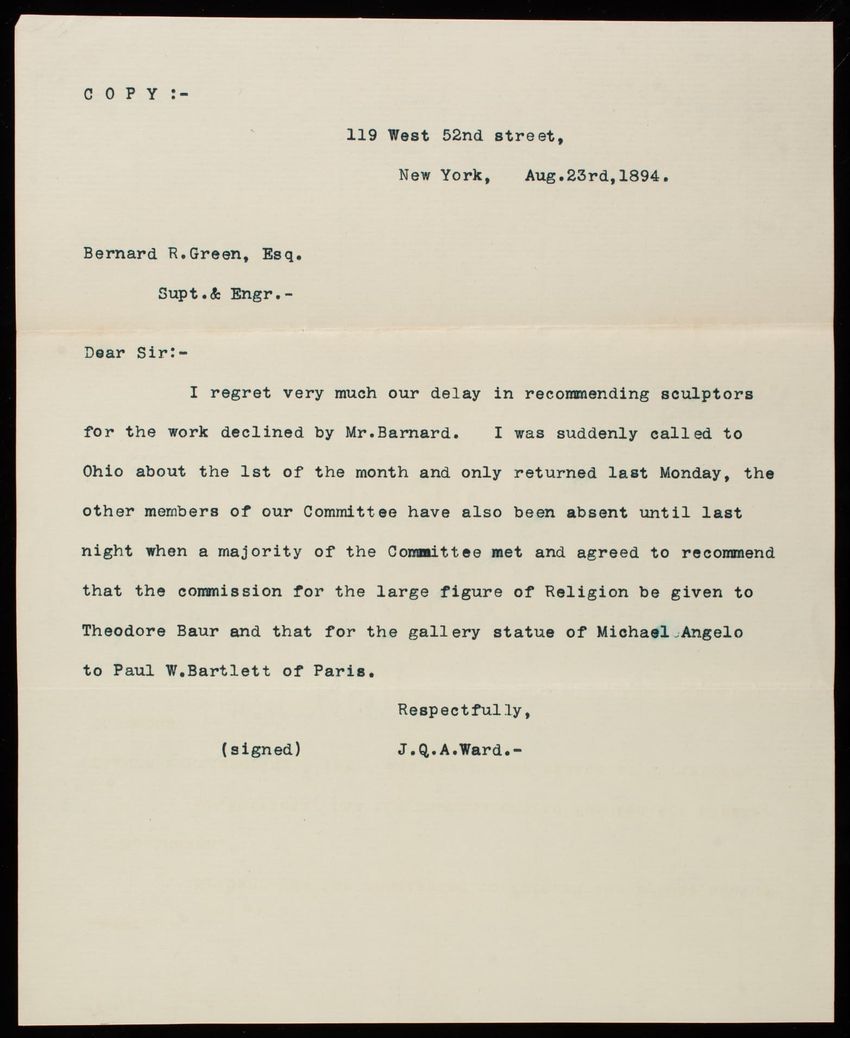 C O P Y :-
119 West 52nd street,
New York, Aug.23rd,1894.
Bernard R.Green, Esq.
Supt.& Engr.-
Dear Sir:-
I regret very much our delay in recommending sculptors
for the work declined by Mr.Barnard. I was suddenly called to
Ohio about the 1st of the month and only returned last Monday, the
other members of our Committee have also been absent until last
night when a majority of the Committee met and agreed to recommend
that the commission for the large figure of Religion be given to
Theodore Baur and that for the gallery statue of Michael Angelo
to Paul W.Bartlett of Paris.
Respectfully,
(signed) J.Q.A.Ward.-